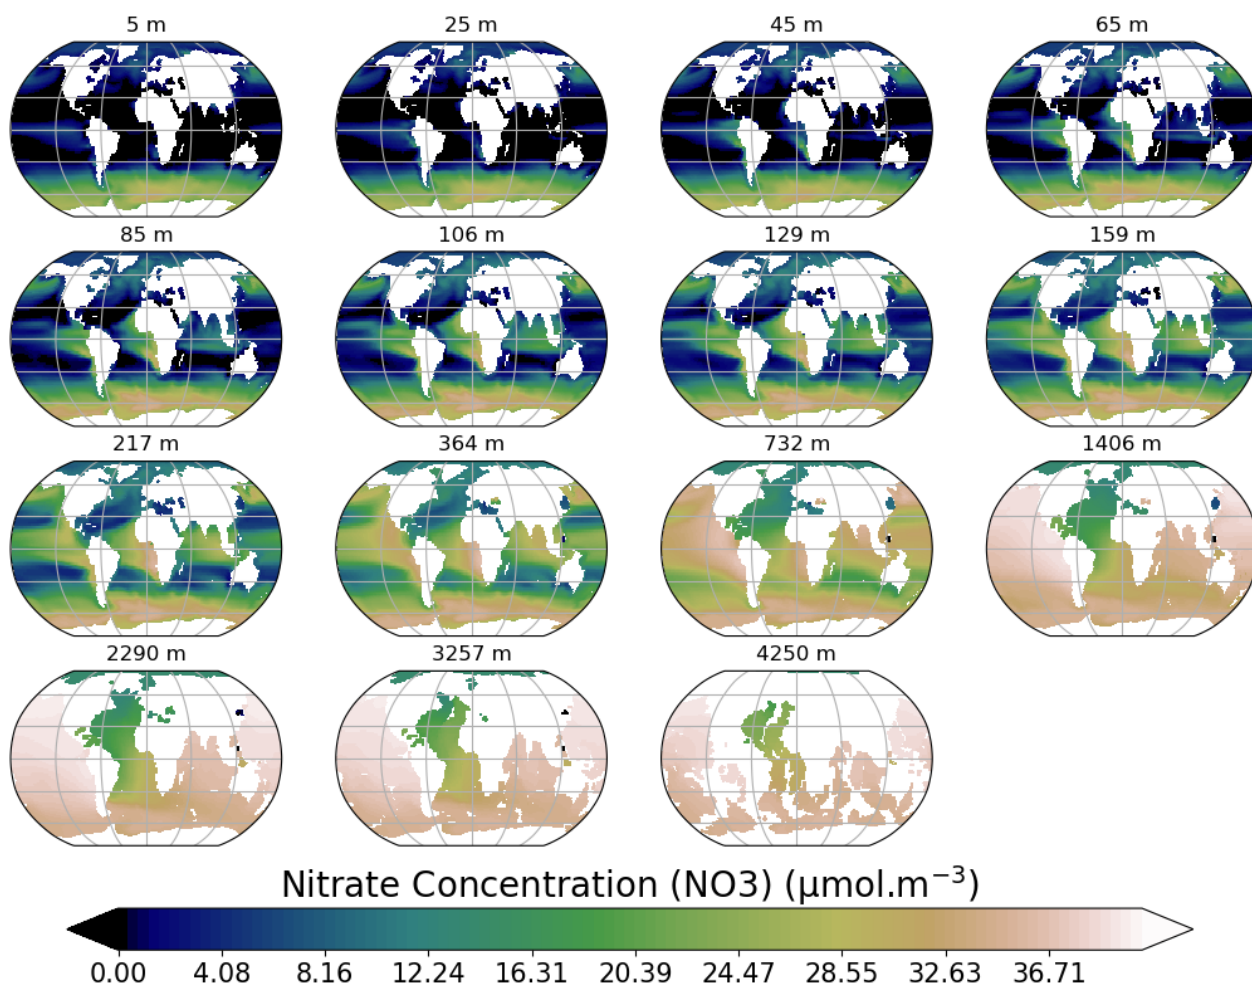 5 m 25 m 45 m 65 m
85 m 106 m 129 m 159 m
217 m 364 m 732 m 1406 m
2290 m 3257 m 4250 m
Nitrate Concentration (NO3) (μmol.m⁻³)
0.00 4.08 8.16 12.24 16.31 20.39 24.47 28.55 32.63 36.71